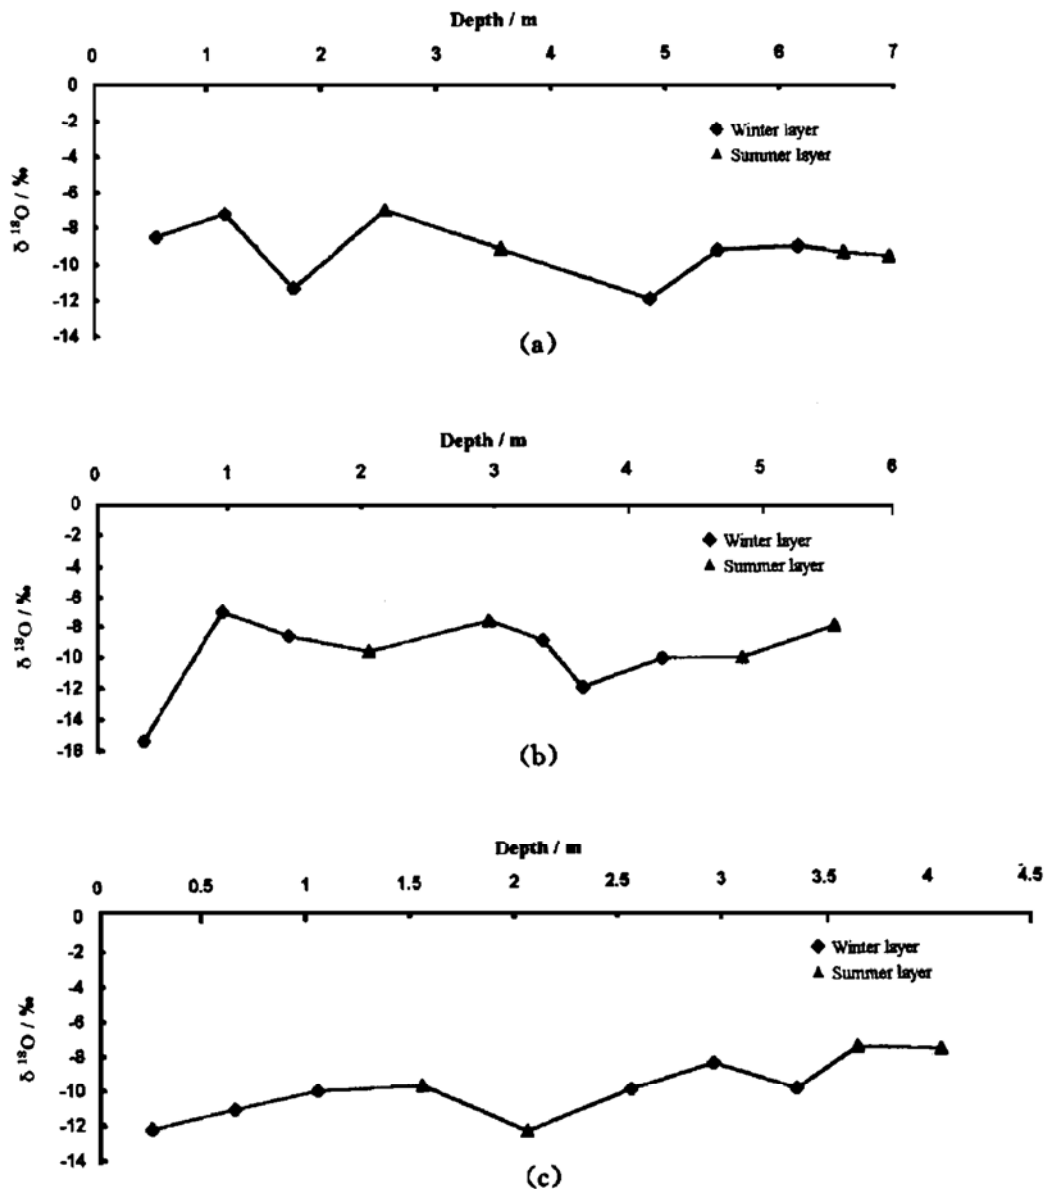 Depth / m
0 1 2 3 4 5 6 7
0
-2
-4
-6
-8
-10
-12
-14
δ ¹⁸O / ‰
Winter layer
Summer layer
(a)
Depth / m
0 1 2 3 4 5 6
0
-2
-4
-6
-8
-10
-12
-14
-16
δ ¹⁸O / ‰
Winter layer
Summer layer
(b)
Depth / m
0 0.5 1 1.5 2 2.5 3 3.5 4 4.5
0
-2
-4
-6
-8
-10
-12
-14
δ ¹⁸O / ‰
Winter layer
Summer layer
(c)